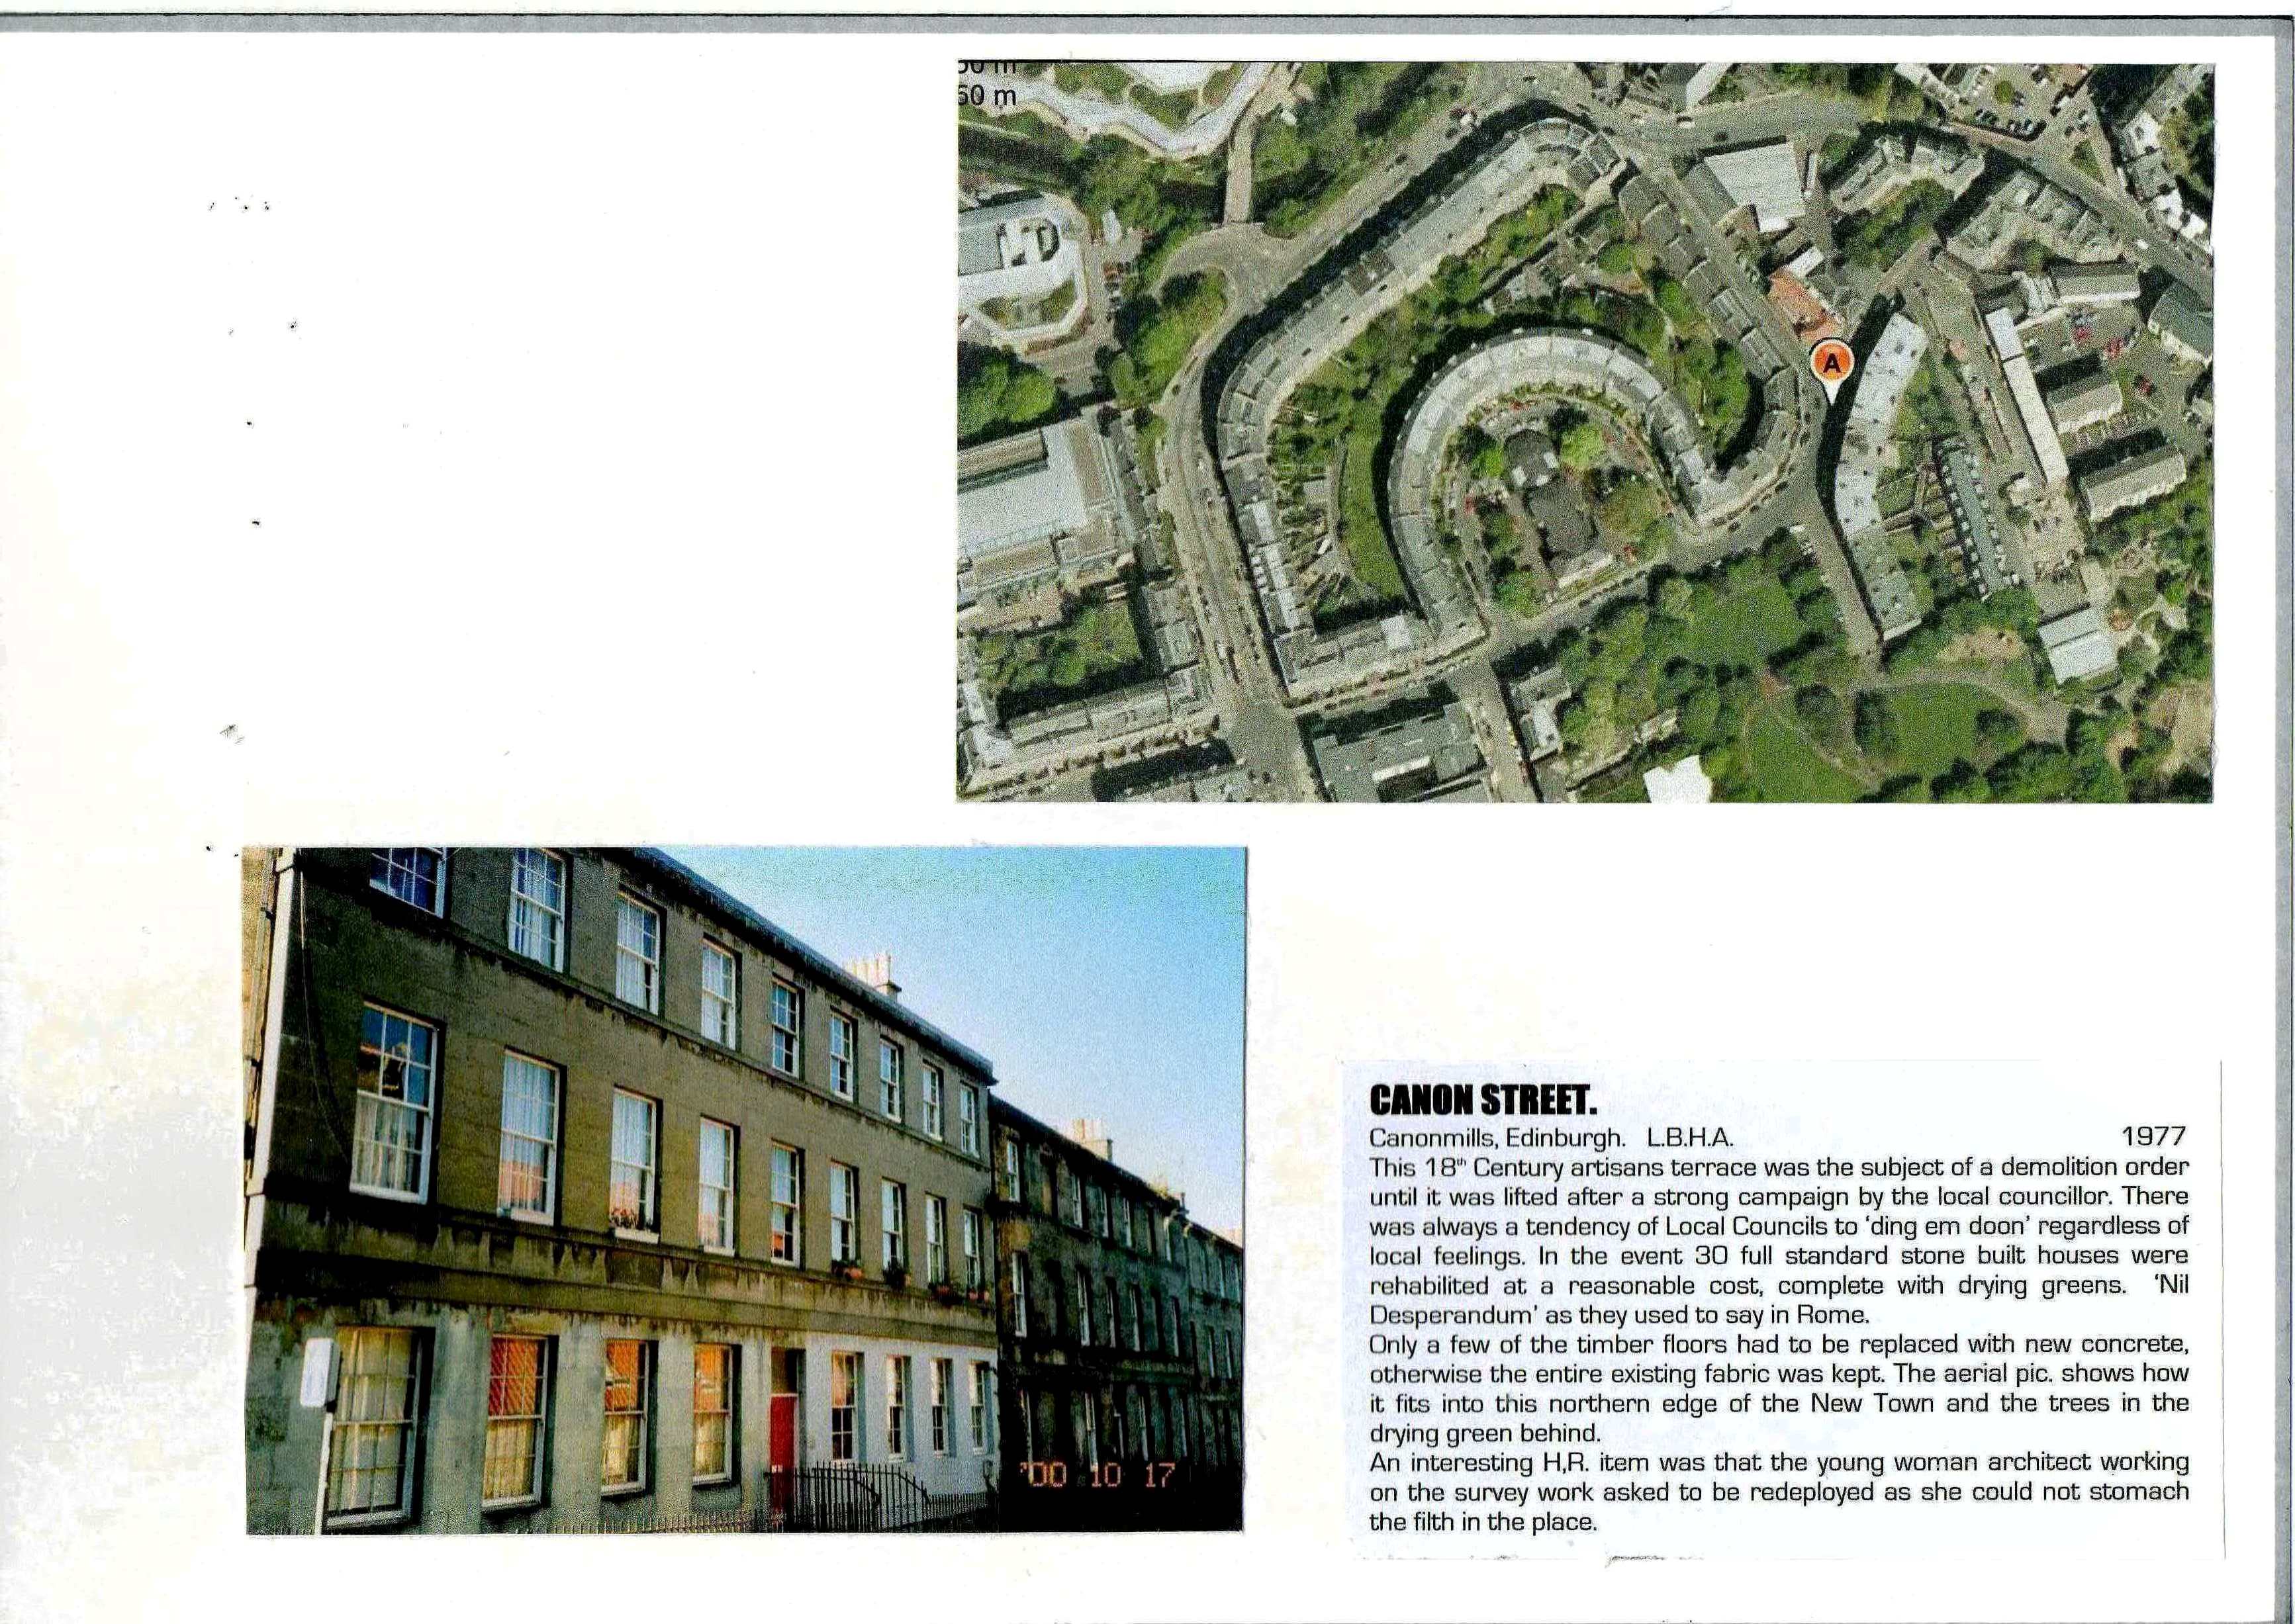 50 m
A
'00 10 17
CANON STREET.
Canonmills, Edinburgh. L.B.H.A. 1977
This 18th Century artisans terrace was the subject of a demolition order
until it was lifted after a strong campaign by the local councillor. There
was always a tendency of Local Councils to ‘ding em doon’ regardless of
local feelings. In the event 30 full standard stone built houses were
rehabilited at a reasonable cost, complete with drying greens. ‘Nil
Desperandum’ as they used to say in Rome.
Only a few of the timber floors had to be replaced with new concrete,
otherwise the entire existing fabric was kept. The aerial pic. shows how
it fits into this northern edge of the New Town and the trees in the
drying green behind.
An interesting H,R. item was that the young woman architect working
on the survey work asked to be redeployed as she could not stomach
the filth in the place.